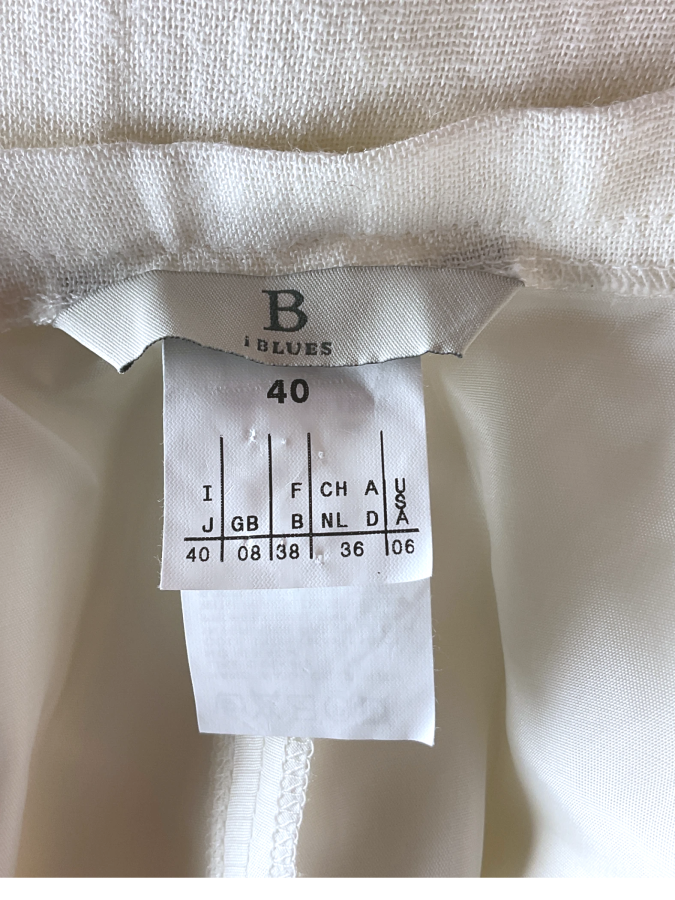 B
i BLUES
40
I F CH A USA
J GB B NL D
40 08 38 36 06